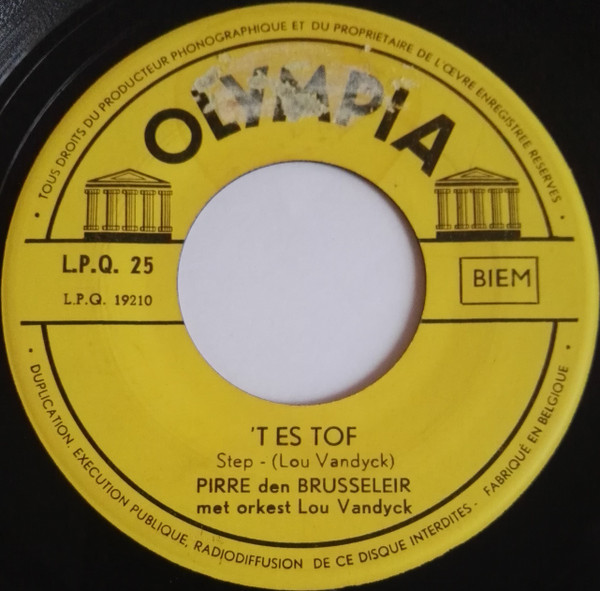 TOUS DROITS DU PRODUCTEUR PHONOGRAPHIQUE ET DU PROPRIETAIRE DE L'ŒVRE ENREGISTREE RESERVES
OLYMPIA
L.P.Q. 25
L.P.Q. 19210
BIEM
'T ES TOF
Step - (Lou Vandyck)
PIRRE den BRUSSELEIR
met orkest Lou Vandyck
DUPLICATION, EXECUTION PUBLIQUE, RADIODIFFUSION DE CE DISQUE INTERDITES - FABRIQUÉ EN BELGIQUE